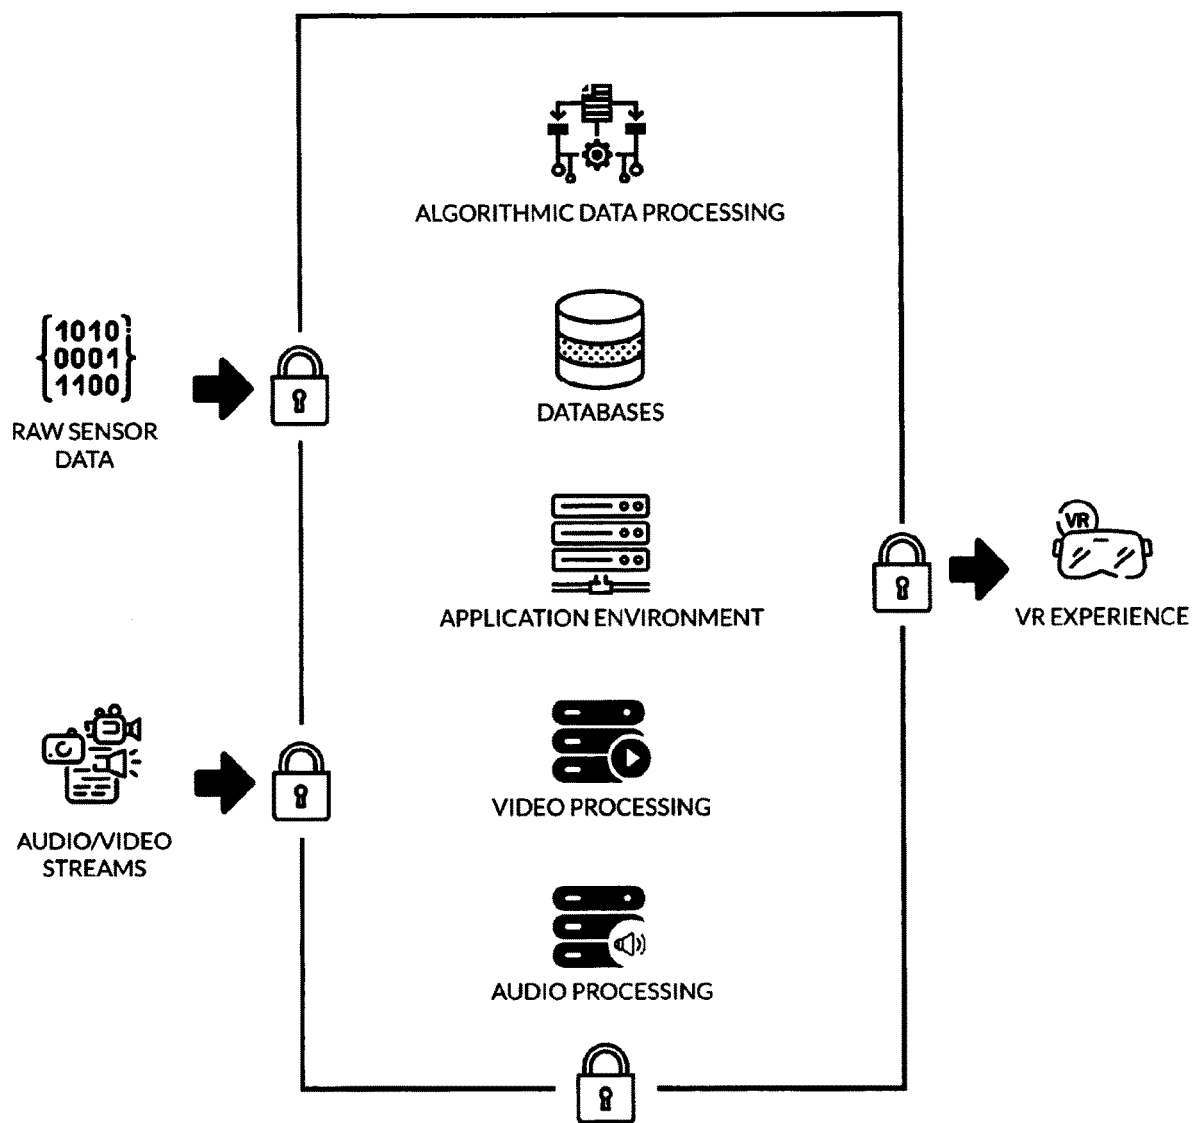 ALGORITHMIC DATA PROCESSING
1010
0001
1100
RAW SENSOR
DATA
DATABASES
APPLICATION ENVIRONMENT
VR
VR EXPERIENCE
AUDIO/VIDEO
STREAMS
VIDEO PROCESSING
AUDIO PROCESSING